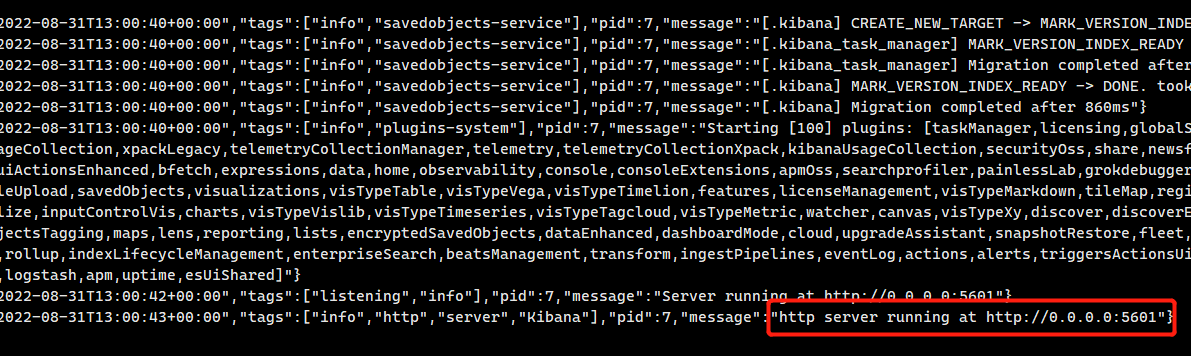 2022-08-31T13:00:40+00:00","tags":["info","savedobjects-service"],"pid":7,"message":"[.kibana] CREATE_NEW_TARGET -> MARK_VERSION_INDE
2022-08-31T13:00:40+00:00","tags":["info","savedobjects-service"],"pid":7,"message":"[.kibana_task_manager] MARK_VERSION_INDEX_READY
2022-08-31T13:00:40+00:00","tags":["info","savedobjects-service"],"pid":7,"message":"[.kibana_task_manager] Migration completed after
2022-08-31T13:00:40+00:00","tags":["info","savedobjects-service"],"pid":7,"message":"[.kibana] MARK_VERSION_INDEX_READY -> DONE. took
2022-08-31T13:00:40+00:00","tags":["info","savedobjects-service"],"pid":7,"message":"[.kibana] Migration completed after 860ms"}
2022-08-31T13:00:40+00:00","tags":["info","plugins-system"],"pid":7,"message":"Starting [100] plugins: [taskManager,licensing,globalS
ageCollection,xpackLegacy,telemetryCollectionManager,telemetry,telemetryCollectionXpack,kibanaUsageCollection,securityOss,share,newsf
uiActionsEnhanced,bfetch,expressions,data,home,observability,console,consoleExtensions,apmOss,searchprofiler,painlessLab,grokdebugger
leUpload,savedObjects,visualizations,visTypeTable,visTypeVega,visTypeTimelion,features,licenseManagement,visTypeMarkdown,tileMap,regi
lize,inputControlVis,charts,visTypeVislib,visTypeTimeseries,visTypeTagcloud,visTypeMetric,watcher,canvas,visTypeXy,discover,discoverE
jectsTagging,maps,lens,reporting,lists,encryptedSavedObjects,dataEnhanced,dashboardMode,cloud,upgradeAssistant,snapshotRestore,fleet,
,rollup,indexLifecycleManagement,enterpriseSearch,beatsManagement,transform,ingestPipelines,eventLog,actions,alerts,triggersActionsUi
,logstash,apm,uptime,esUiShared]"}
2022-08-31T13:00:42+00:00","tags":["listening","info"],"pid":7,"message":"Server running at http://0.0.0.0:5601"}
2022-08-31T13:00:43+00:00","tags":["info","http","server","Kibana"],"pid":7,"message":"http server running at http://0.0.0.0:5601"}